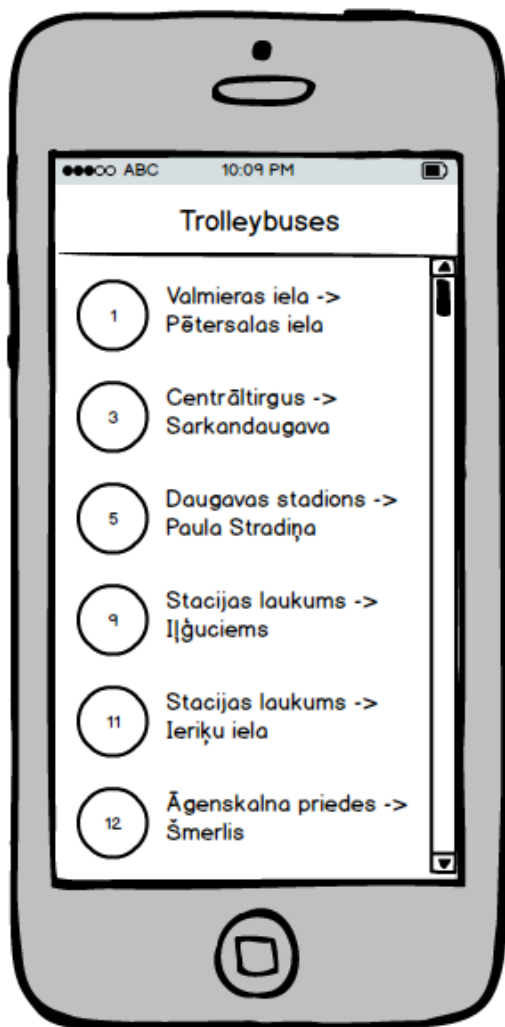 ABC 10:09 PM
Trolleybuses
1
Valmieras iela ->
Pētersalas iela
3
Centrāltirgus ->
Sarkandaugava
5
Daugavas stadions ->
Paula Stradiņa
9
Stacijas laukums ->
Iļģuciems
11
Stacijas laukums ->
Ieriķu iela
12
Āgenskalna priedes ->
Šmerlis